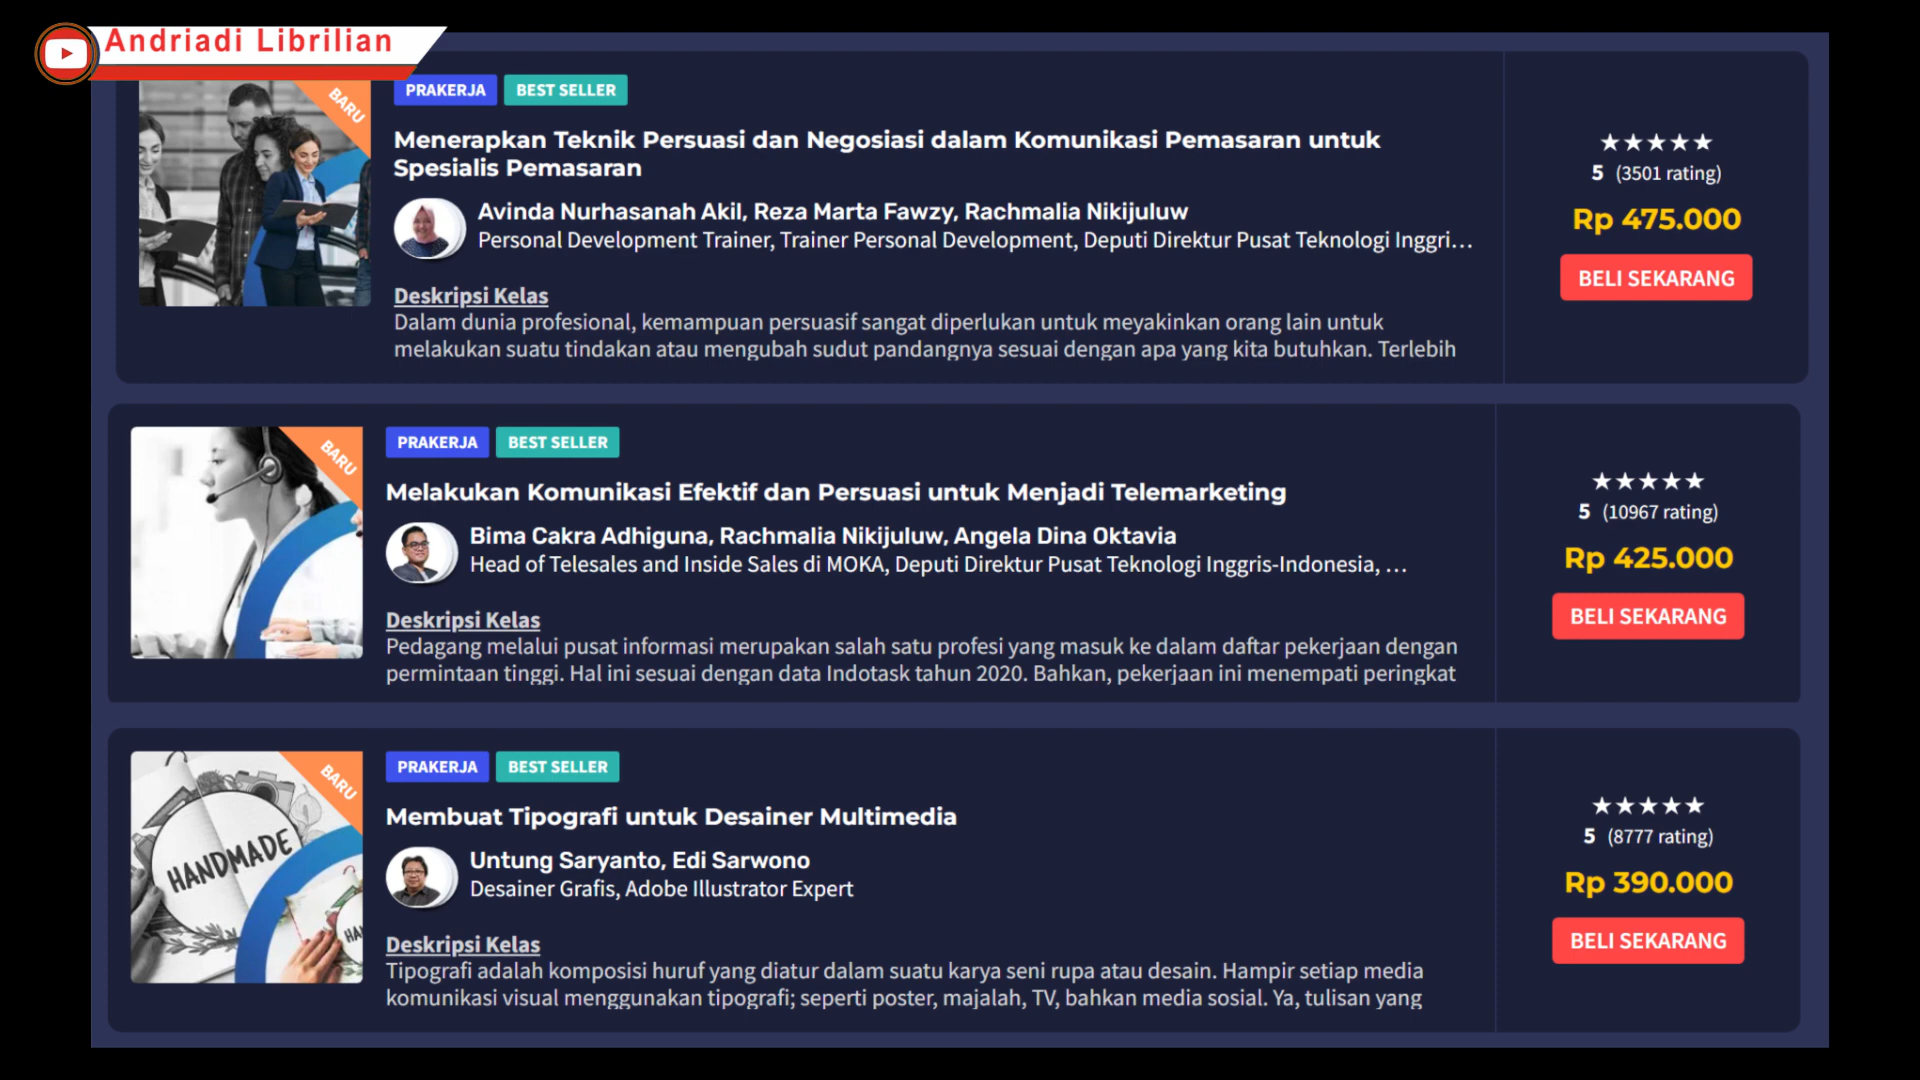 Andriadi Librilian
BARU
PRAKERJA
BEST SELLER
Menerapkan Teknik Persuasi dan Negosiasi dalam Komunikasi Pemasaran untuk
Spesialis Pemasaran
Avinda Nurhasanah Akil, Reza Marta Fawzy, Rachmalia Nikijuluw
Personal Development Trainer, Trainer Personal Development, Deputi Direktur Pusat Teknologi Inggri...
Deskripsi Kelas
Dalam dunia profesional, kemampuan persuasif sangat diperlukan untuk meyakinkan orang lain untuk
melakukan suatu tindakan atau mengubah sudut pandangnya sesuai dengan apa yang kita butuhkan. Terlebih
★★★★★
5 (3501 rating)
Rp 475.000
BELI SEKARANG
BARU
PRAKERJA
BEST SELLER
Melakukan Komunikasi Efektif dan Persuasi untuk Menjadi Telemarketing
Bima Cakra Adhiguna, Rachmalia Nikijuluw, Angela Dina Oktavia
Head of Telesales and Inside Sales di MOKA, Deputi Direktur Pusat Teknologi Inggris-Indonesia, ...
Deskripsi Kelas
Pedagang melalui pusat informasi merupakan salah satu profesi yang masuk ke dalam daftar pekerjaan dengan
permintaan tinggi. Hal ini sesuai dengan data Indotask tahun 2020. Bahkan, pekerjaan ini menempati peringkat
★★★★★
5 (10967 rating)
Rp 425.000
BELI SEKARANG
BARU
HANDMADE
HAN
PRAKERJA
BEST SELLER
Membuat Tipografi untuk Desainer Multimedia
Untung Saryanto, Edi Sarwono
Desainer Grafis, Adobe Illustrator Expert
Deskripsi Kelas
Tipografi adalah komposisi huruf yang diatur dalam suatu karya seni rupa atau desain. Hampir setiap media
komunikasi visual menggunakan tipografi; seperti poster, majalah, TV, bahkan media sosial. Ya, tulisan yang
★★★★★
5 (8777 rating)
Rp 390.000
BELI SEKARANG